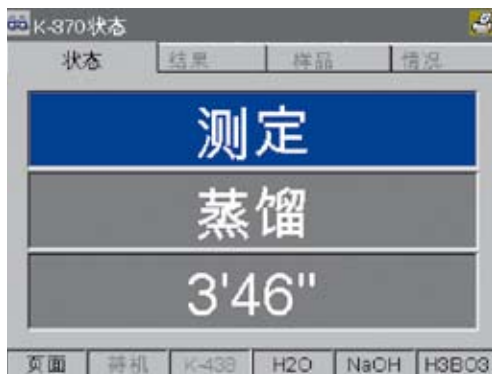 K-370状态
状态 结果 样品 情况
测定
蒸馏
3'46"
页面 待机 K-438 H2O NaOH H3BO3